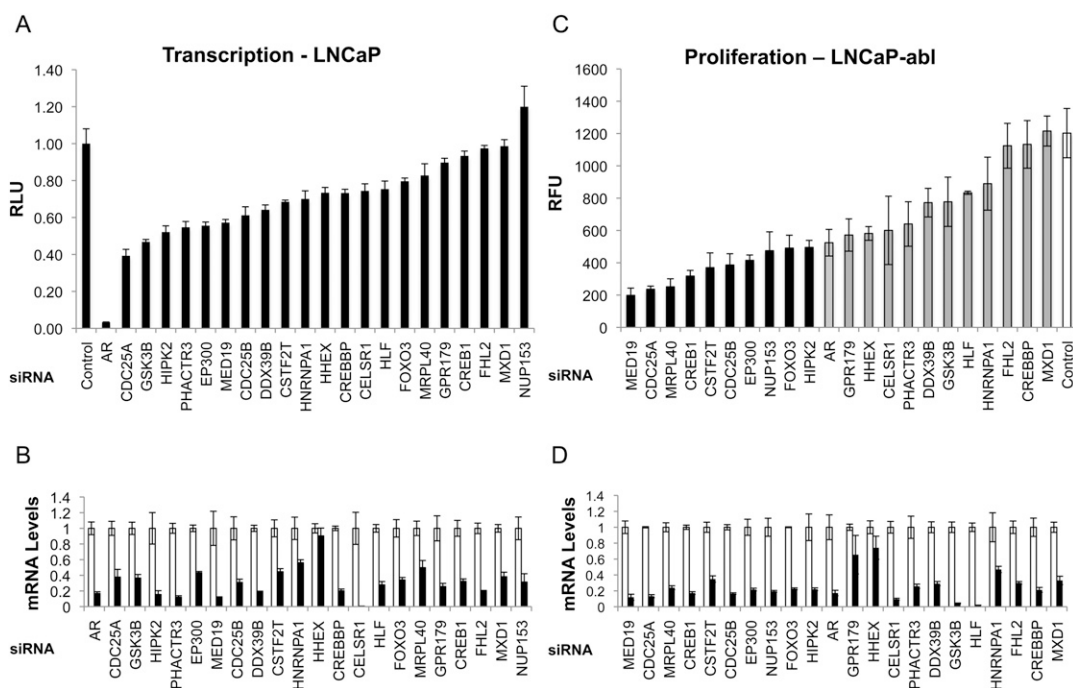 A
Transcription - LNCaP
RLU
1.40
1.20
1.00
0.80
0.60
0.40
0.20
0.00
siRNA
Control
AR
CDC25A
GSK3B
HIPK2
PHACTR3
EP300
MED19
CDC25B
DDX39B
CSTF2T
HNRNPA1
HHEX
CREBBP
CELSR1
HLF
FOXO3
MRPL40
GPR179
CREB1
FHL2
MXD1
NUP153
C
Proliferation – LNCaP-abl
RFU
1600
1400
1200
1000
800
600
400
200
0
siRNA
MED19
CDC25A
MRPL40
CREB1
CSTF2T
CDC25B
EP300
NUP153
FOXO3
HIPK2
AR
GPR179
HHEX
CELSR1
PHACTR3
DDX39B
GSK3B
HLF
HNRNPA1
FHL2
CREBBP
MXD1
Control
B
mRNA Levels
1.4
1.2
1
0.8
0.6
0.4
0.2
0
siRNA
AR
CDC25A
GSK3B
HIPK2
PHACTR3
EP300
MED19
CDC25B
DDX39B
CSTF2T
HNRNPA1
HHEX
CREBBP
CELSR1
HLF
FOXO3
MRPL40
GPR179
CREB1
FHL2
MXD1
NUP153
D
mRNA Levels
1.4
1.2
1
0.8
0.6
0.4
0.2
0
siRNA
MED19
CDC25A
MRPL40
CREB1
CSTF2T
CDC25B
EP300
NUP153
FOXO3
HIPK2
AR
GPR179
HHEX
CELSR1
PHACTR3
DDX39B
GSK3B
HLF
HNRPA1
FHL2
CREBBP
MXD1